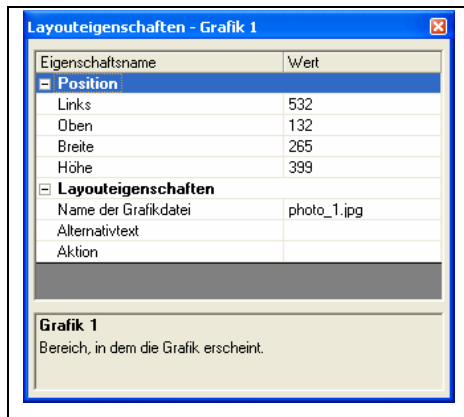 Layouteigenschaften - Grafik 1
Eigenschaftsname Wert
Position
Links 532
Oben 132
Breite 265
Höhe 399
Layouteigenschaften
Name der Grafikdatei photo_1.jpg
Alternativtext
Aktion
Grafik 1
Bereich, in dem die Grafik erscheint.